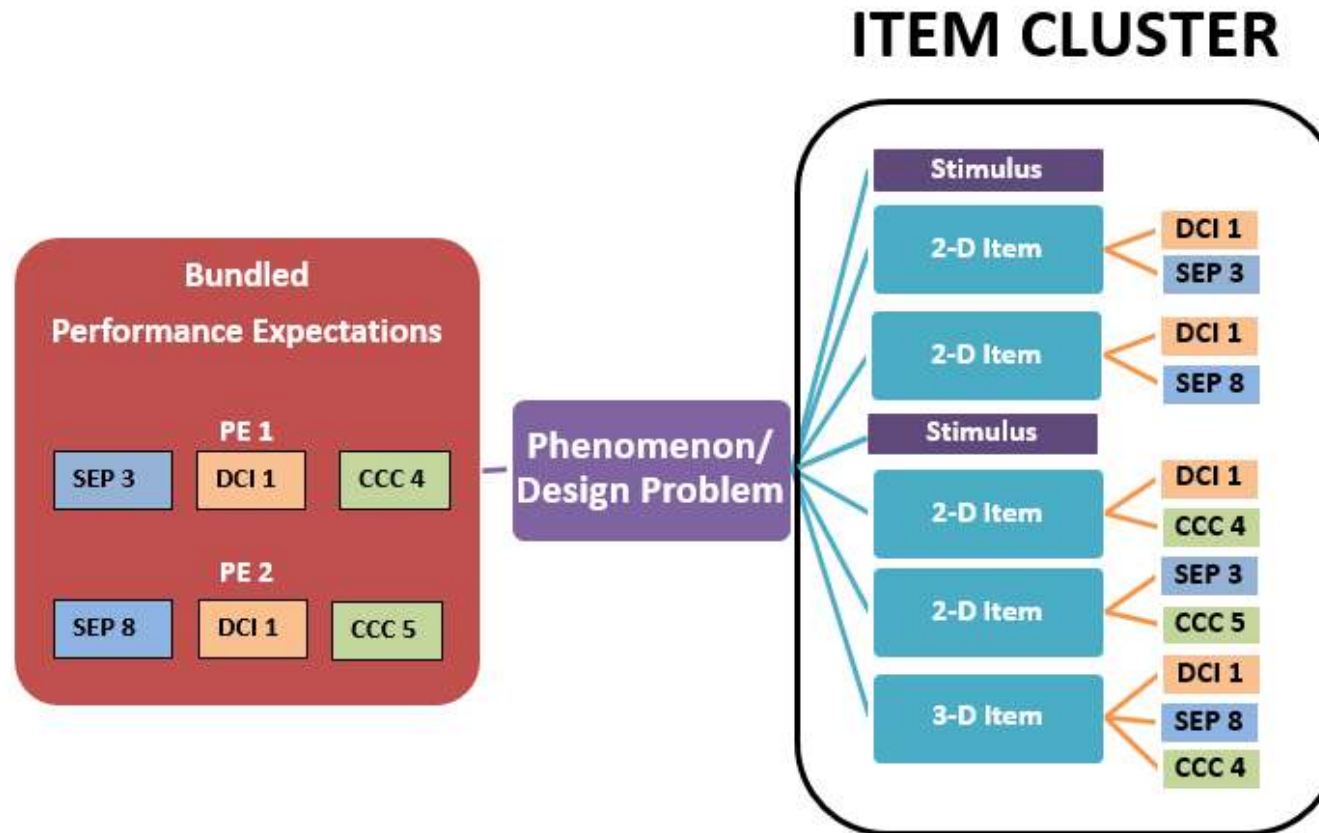 ITEM CLUSTER
Bundled
Performance Expectations
PE 1
SEP 3 DCI 1 CCC 4
PE 2
SEP 8 DCI 1 CCC 5
Phenomenon/
Design Problem
Stimulus
2-D Item
DCI 1
SEP 3
2-D Item
DCI 1
SEP 8
Stimulus
2-D Item
DCI 1
CCC 4
2-D Item
SEP 3
CCC 5
3-D Item
DCI 1
SEP 8
CCC 4